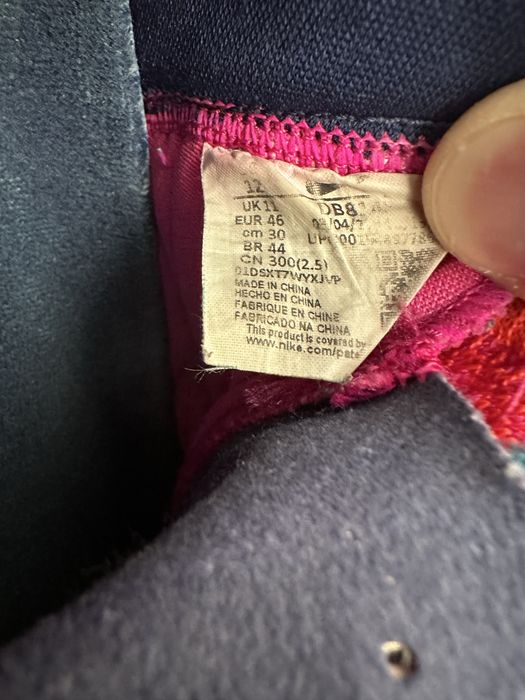 12
UK 11
EUR 46
cm 30
BR 44
CN 300(2.5)
01DSXT7WYXJVP
MADE IN CHINA
HECHO EN CHINA
FABRIQUE EN CHINE
FABRICADO NA CHINA
This product is covered by
www.nike.com/pate